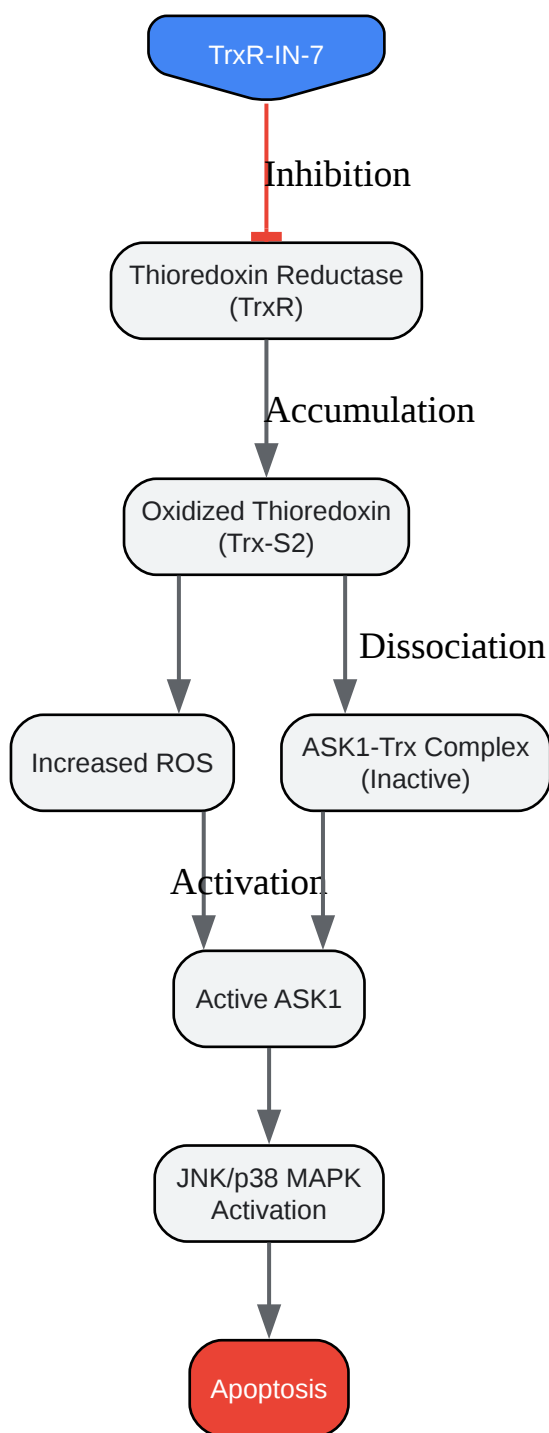 TrxR-IN-7
Inhibition
Thioredoxin Reductase
(TrxR)
Accumulation
Oxidized Thioredoxin
(Trx-S2)
Dissociation
Increased ROS
ASK1-Trx Complex
(Inactive)
Activation
Active ASK1
JNK/p38 MAPK
Activation
Apoptosis